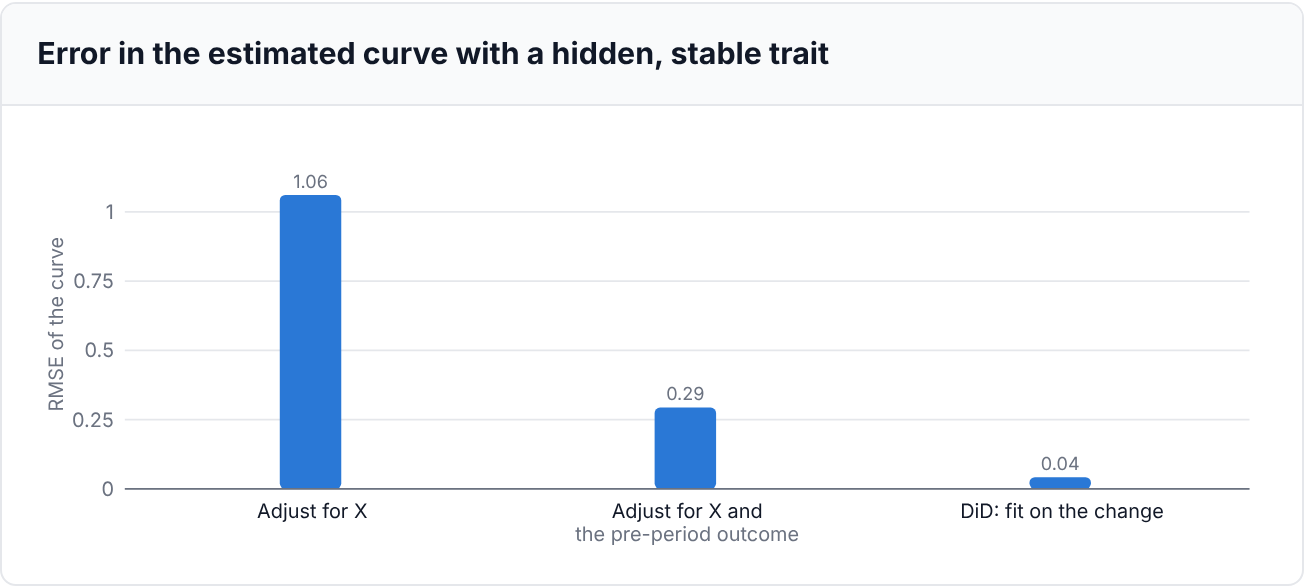 Error in the estimated curve with a hidden, stable trait
RMSE of the curve
1
0.75
0.5
0.25
0
1.06
0.29
0.04
Adjust for X
Adjust for X and
the pre-period outcome
DiD: fit on the change